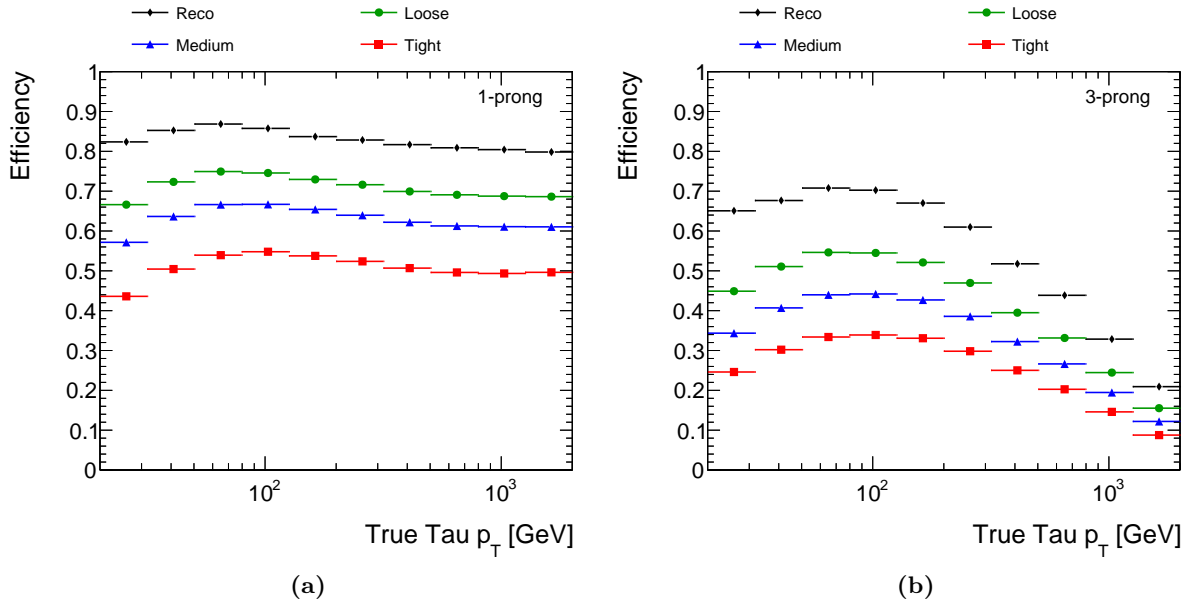 Reco Loose
Medium Tight
1-prong
Efficiency
1
0.9
0.8
0.7
0.6
0.5
0.4
0.3
0.2
0.1
0
10² 10³
True Tau p_T [GeV]
(a)
Reco Loose
Medium Tight
3-prong
Efficiency
1
0.9
0.8
0.7
0.6
0.5
0.4
0.3
0.2
0.1
0
10² 10³
True Tau p_T [GeV]
(b)